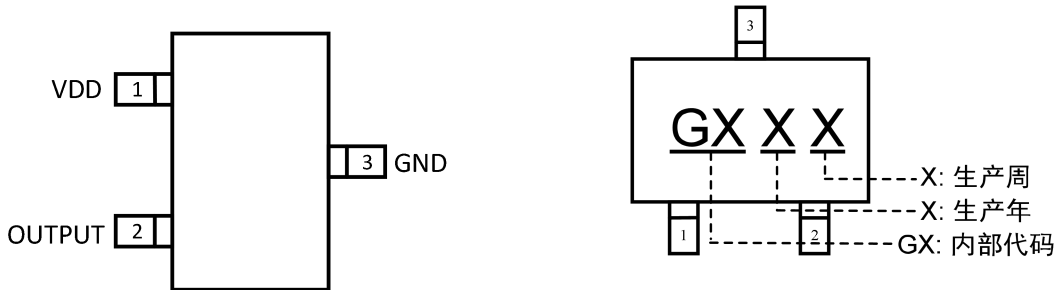 VDD 1
3 GND
OUTPUT 2
3
GX X X
X: 生产周
X: 生产年
1 2
GX: 内部代码